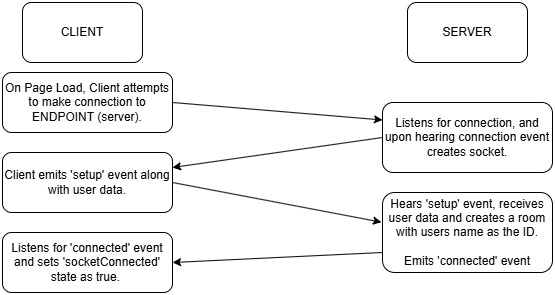 CLIENT
SERVER
On Page Load, Client attempts
to make connection to
ENDPOINT (server).
Listens for connection, and
upon hearing connection event
creates socket.
Client emits 'setup' event along
with user data.
Hears 'setup' event, receives
user data and creates a room
with users name as the ID.
Emits 'connected' event
Listens for 'connected' event
and sets 'socketConnected'
state as true.